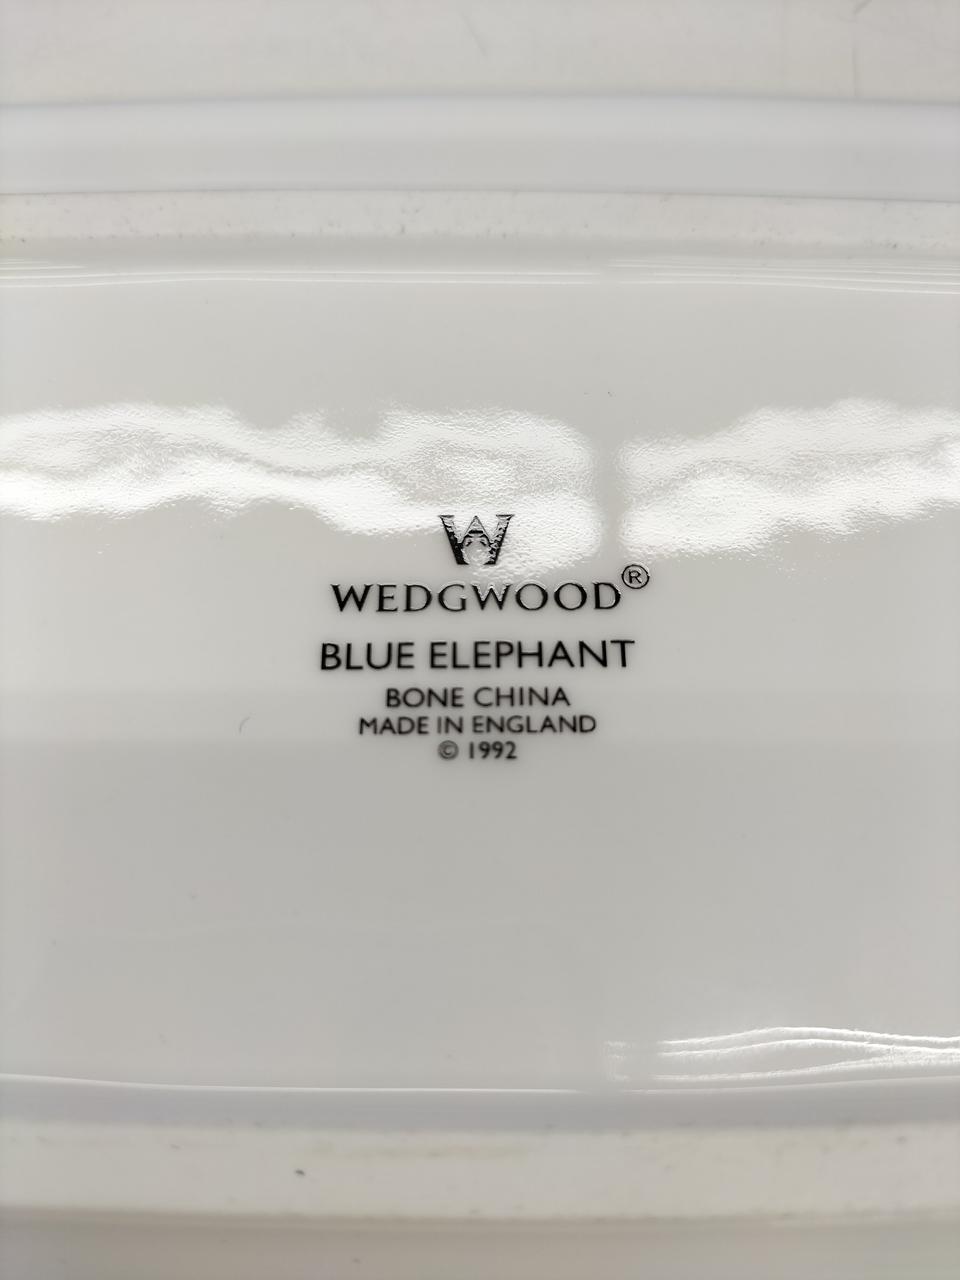 W
WEDGWOOD®
BLUE ELEPHANT
BONE CHINA
MADE IN ENGLAND
© 1992